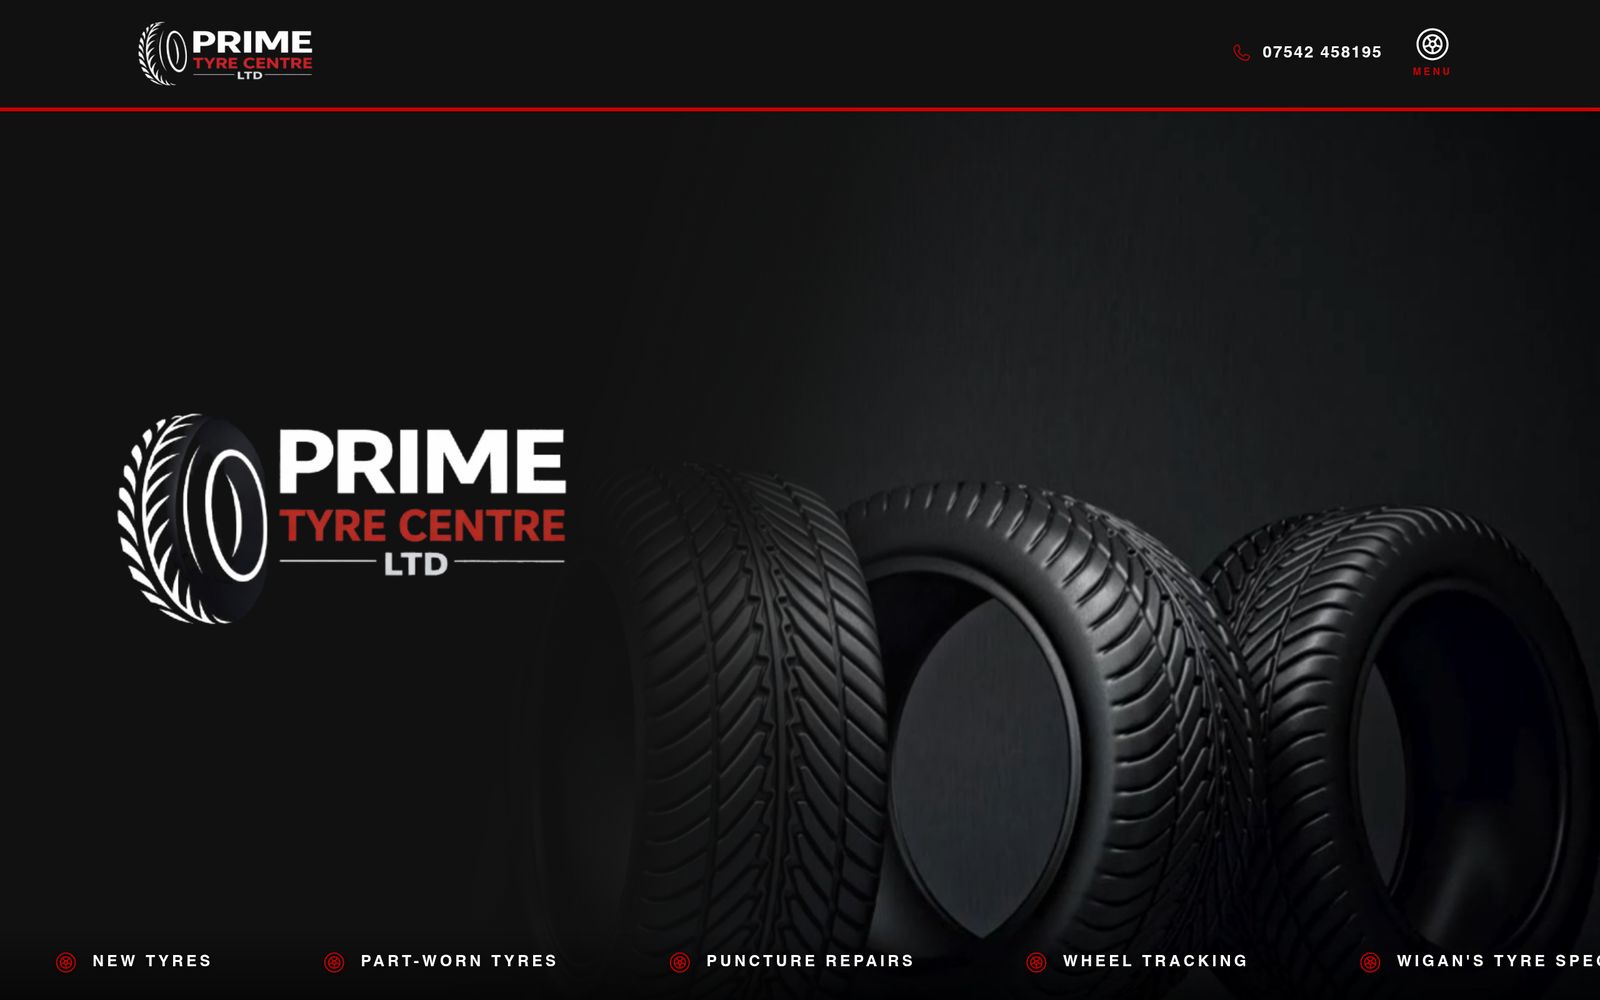 PRIME
TYRE CENTRE
LTD
07542 458195
MENU
PRIME
TYRE CENTRE
LTD
NEW TYRES
PART-WORN TYRES
PUNCTURE REPAIRS
WHEEL TRACKING
WIGAN'S TYRE